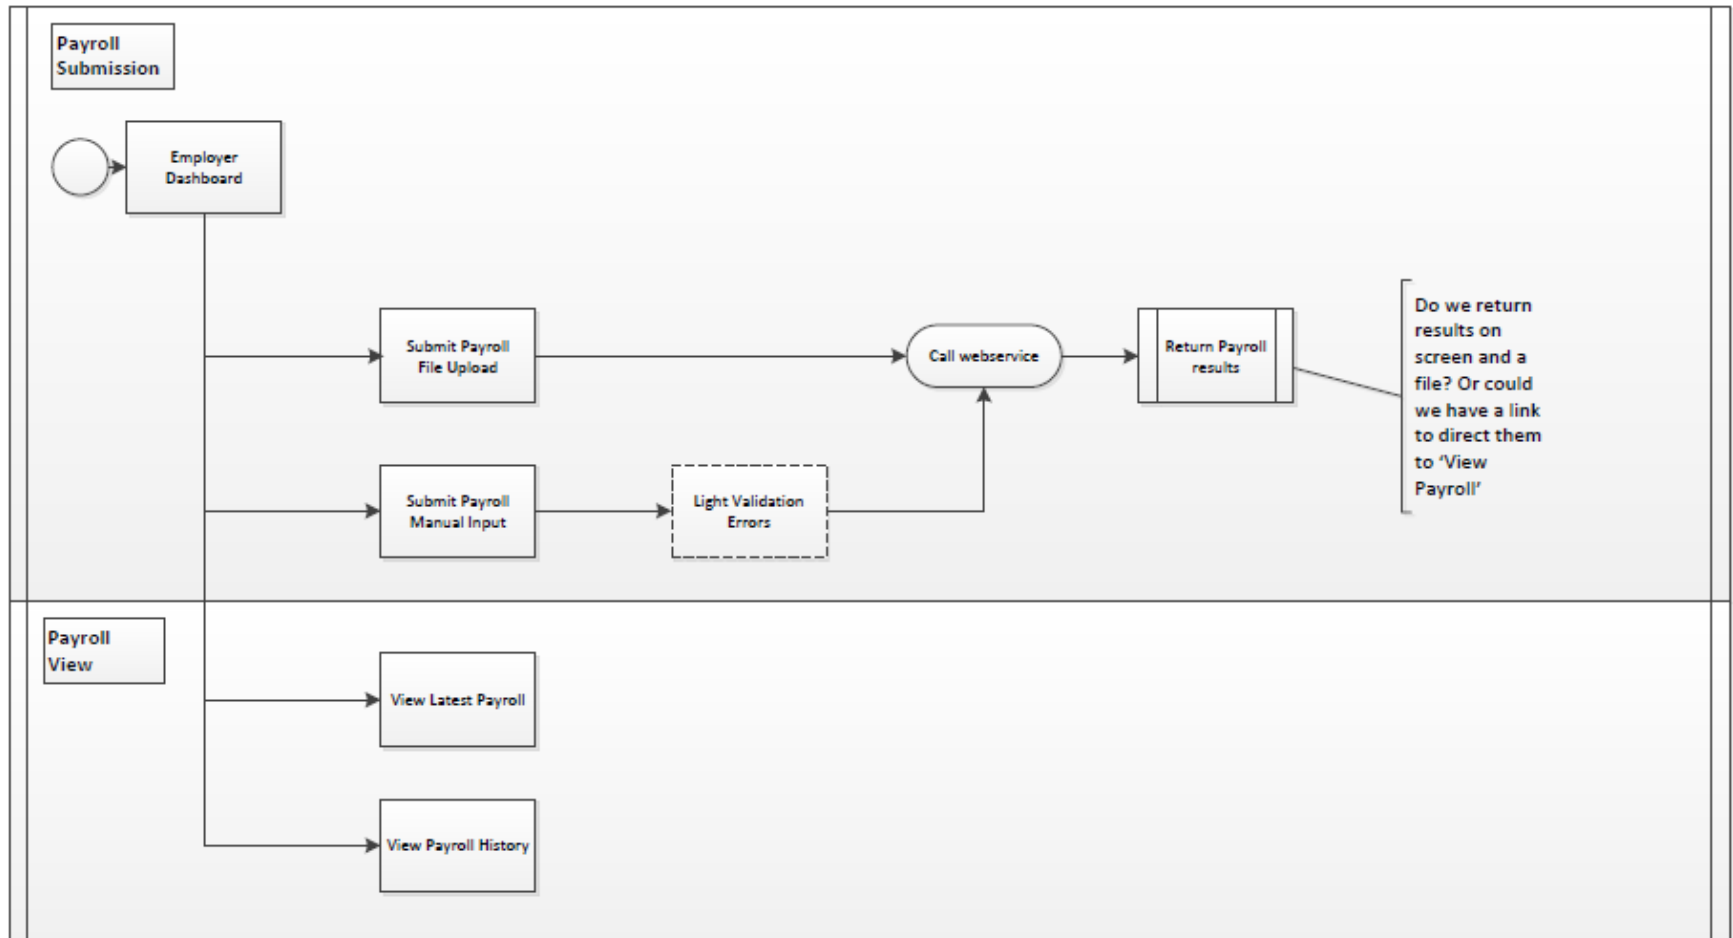 Payroll
Submission
Employer
Dashboard
Submit Payroll
File Upload
Call webservice
Return Payroll
results
Do we return
results on
screen and a
file? Or could
we have a link
to direct them
to ‘View
Payroll’
Submit Payroll
Manual Input
Light Validation
Errors
Payroll
View
View Latest Payroll
View Payroll History